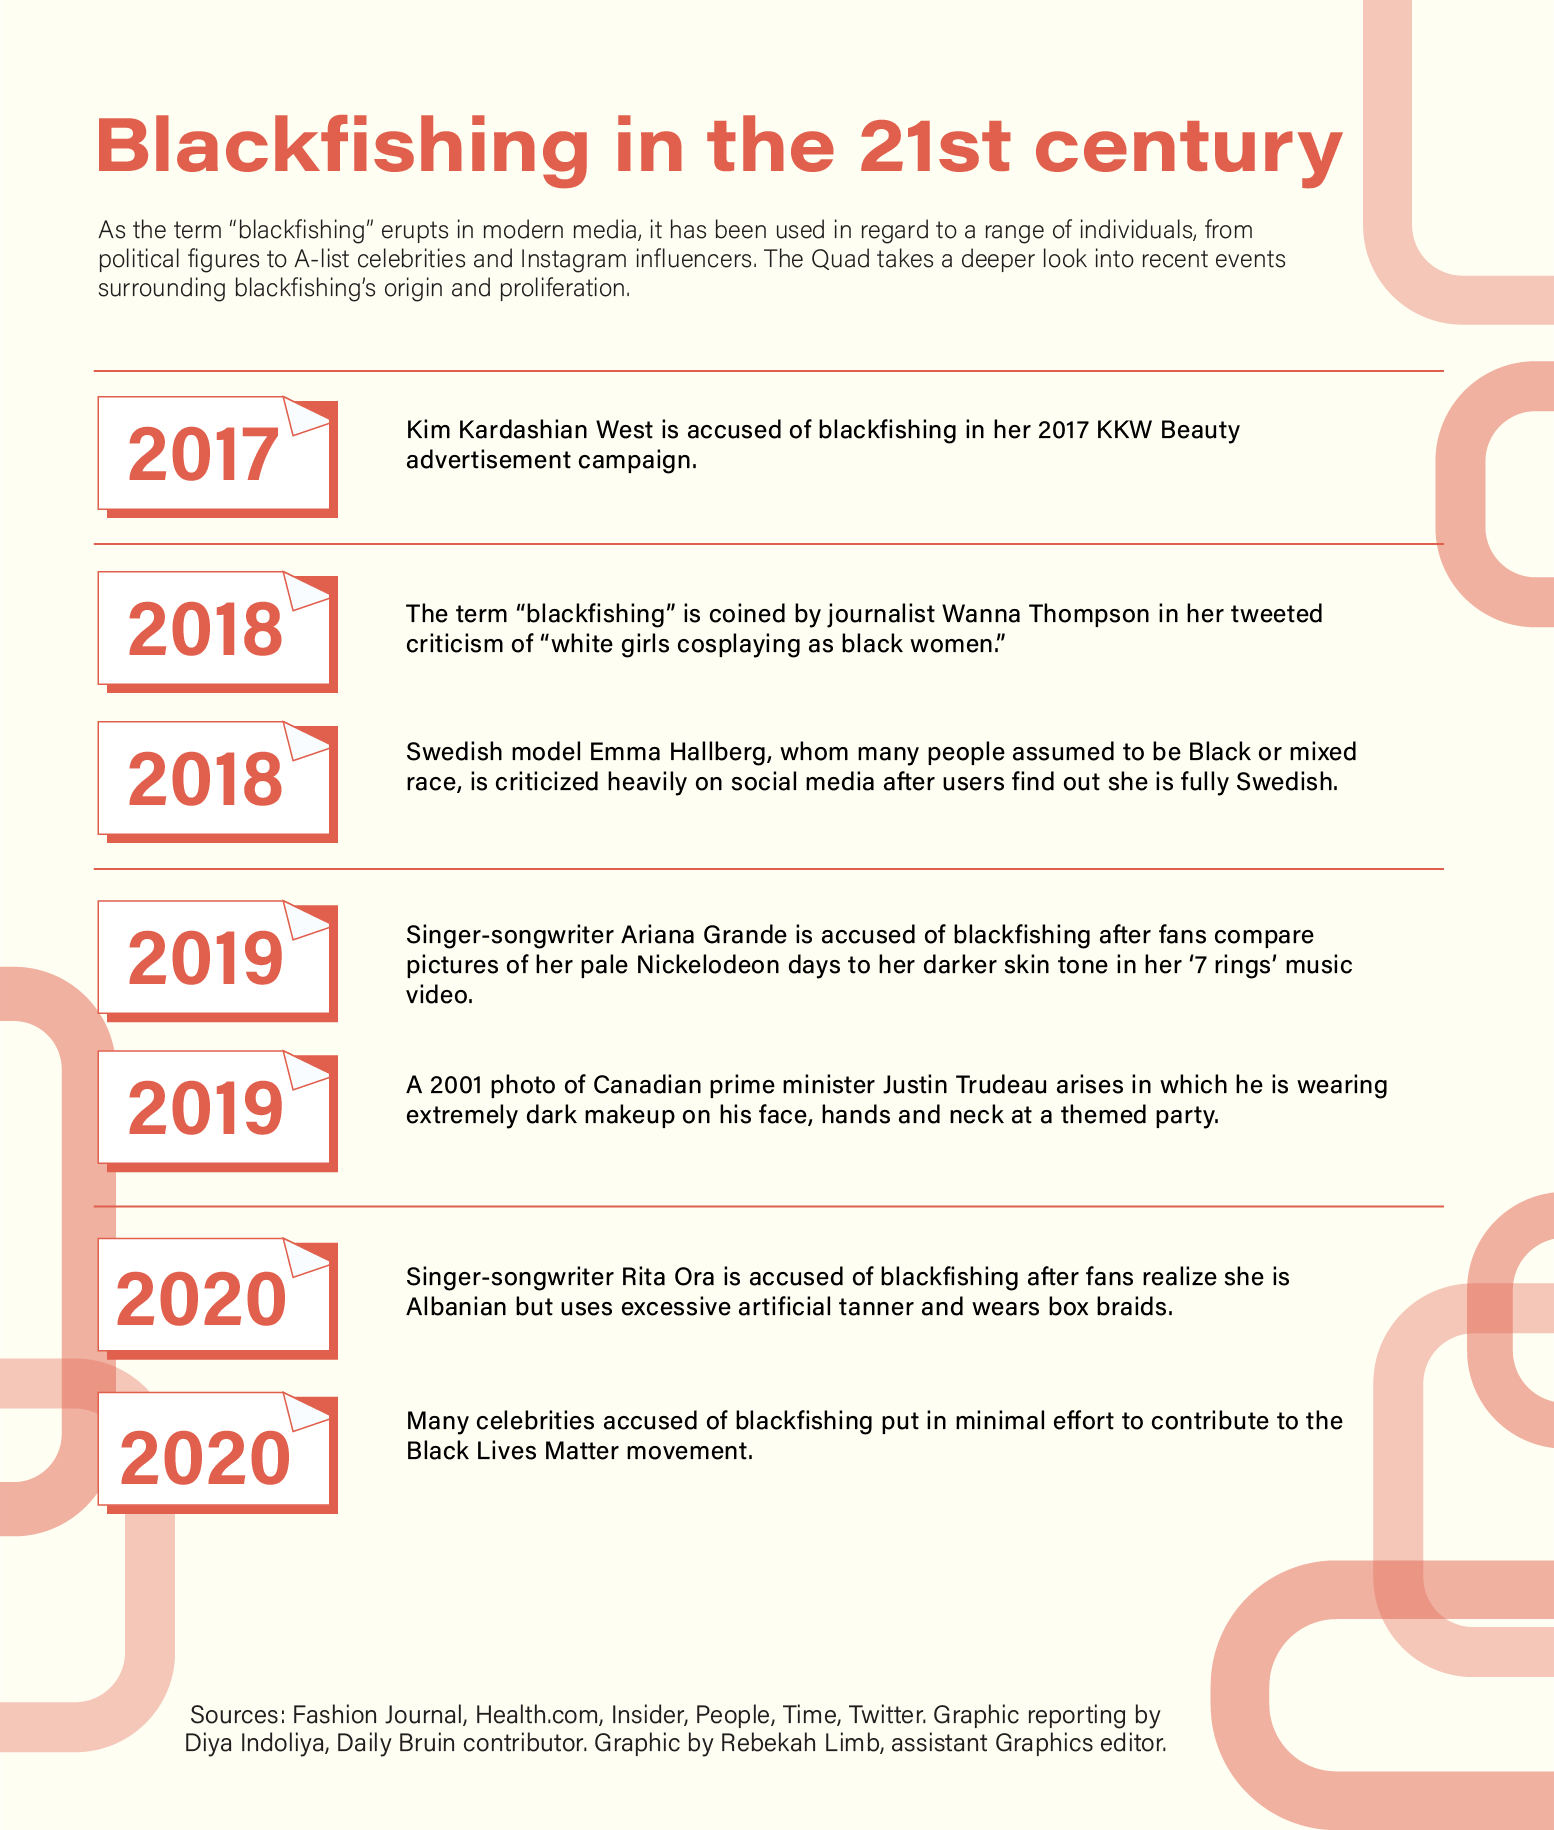 Blackfishing in the 21st century
As the term “blackfishing” erupts in modern media, it has been used in regard to a range of individuals, from
political figures to A-list celebrities and Instagram influencers. The Quad takes a deeper look into recent events
surrounding blackfishing’s origin and proliferation.
2017
Kim Kardashian West is accused of blackfishing in her 2017 KKW Beauty
advertisement campaign.
2018
The term “blackfishing” is coined by journalist Wanna Thompson in her tweeted
criticism of “white girls cosplaying as black women.”
2018
Swedish model Emma Hallberg, whom many people assumed to be Black or mixed
race, is criticized heavily on social media after users find out she is fully Swedish.
2019
Singer-songwriter Ariana Grande is accused of blackfishing after fans compare
pictures of her pale Nickelodeon days to her darker skin tone in her ‘7 rings’ music
video.
2019
A 2001 photo of Canadian prime minister Justin Trudeau arises in which he is wearing
extremely dark makeup on his face, hands and neck at a themed party.
2020
Singer-songwriter Rita Ora is accused of blackfishing after fans realize she is
Albanian but uses excessive artificial tanner and wears box braids.
2020
Many celebrities accused of blackfishing put in minimal effort to contribute to the
Black Lives Matter movement.
Sources: Fashion Journal, Health.com, Insider, People, Time, Twitter. Graphic reporting by
Diya Indoliya, Daily Bruin contributor. Graphic by Rebekah Limb, assistant Graphics editor.